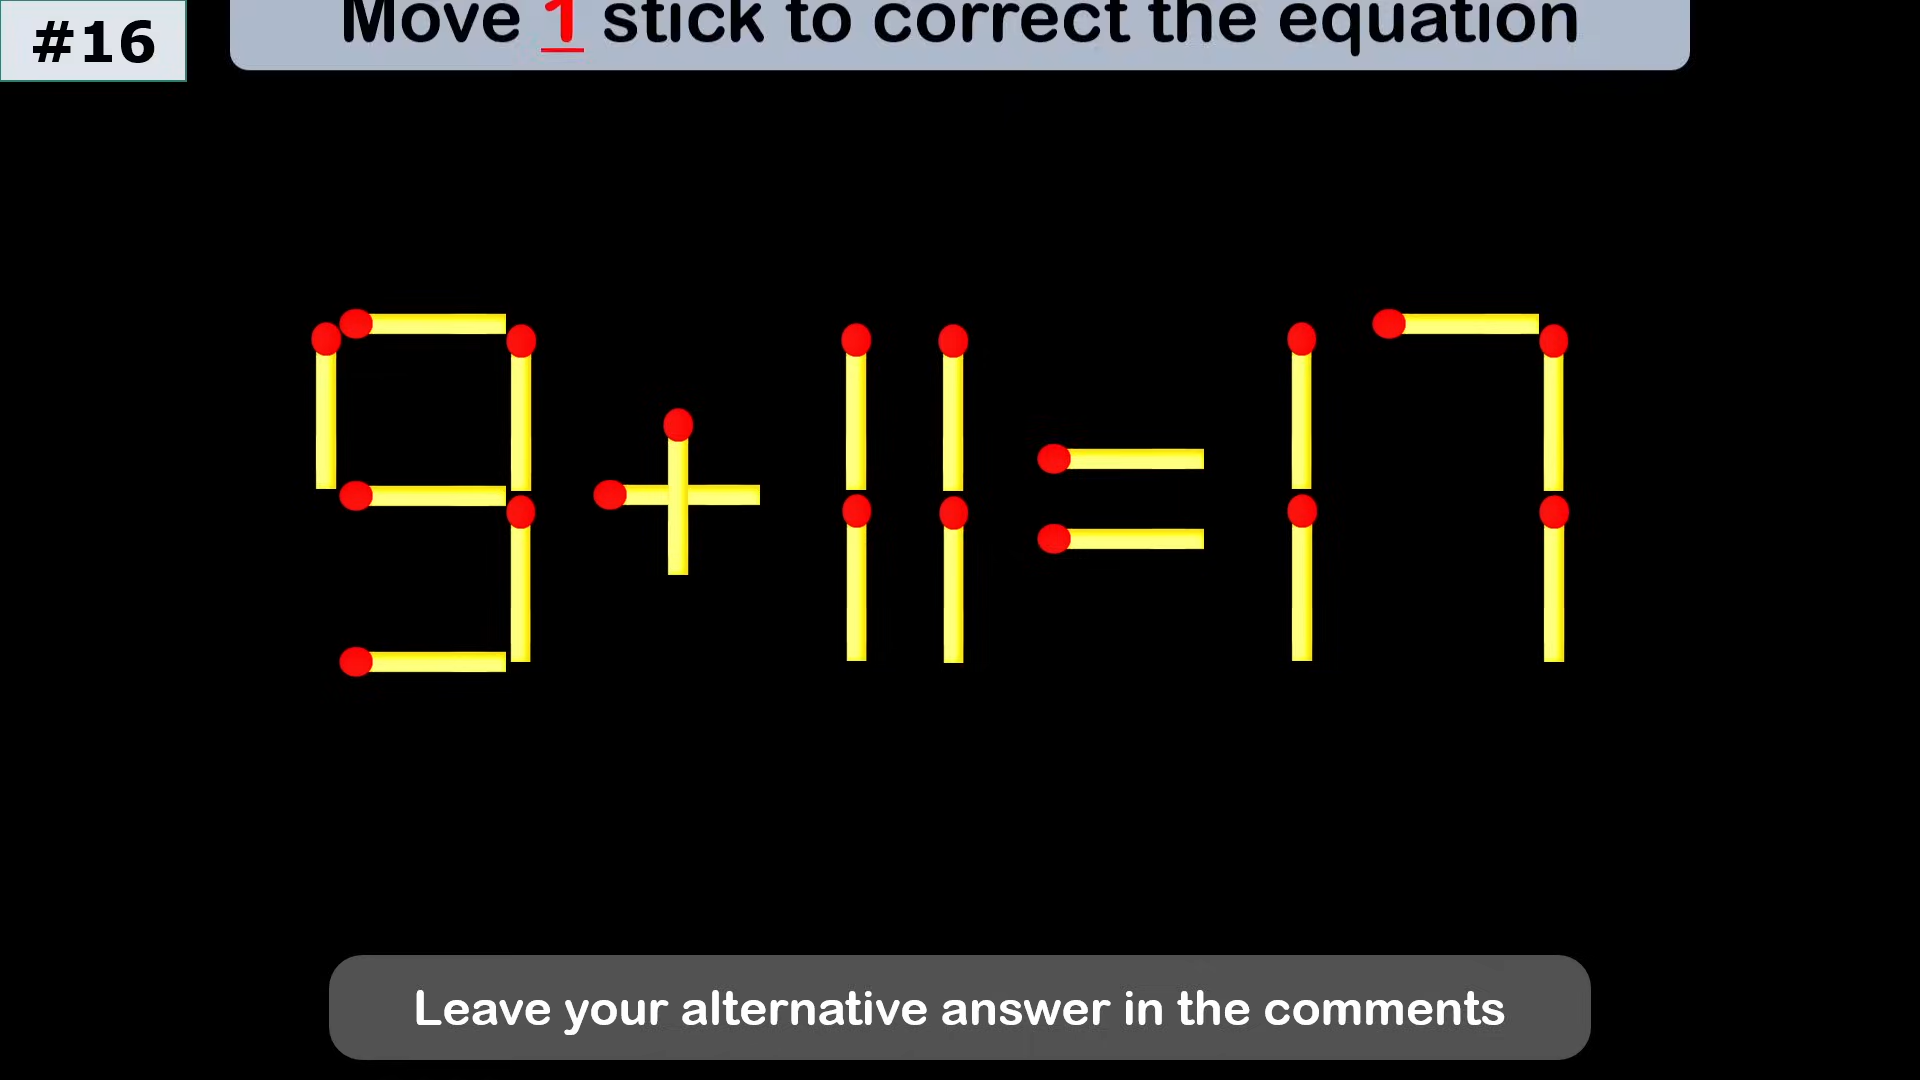 #16
Move 1 stick to correct the equation
9+11=17
Leave your alternative answer in the comments